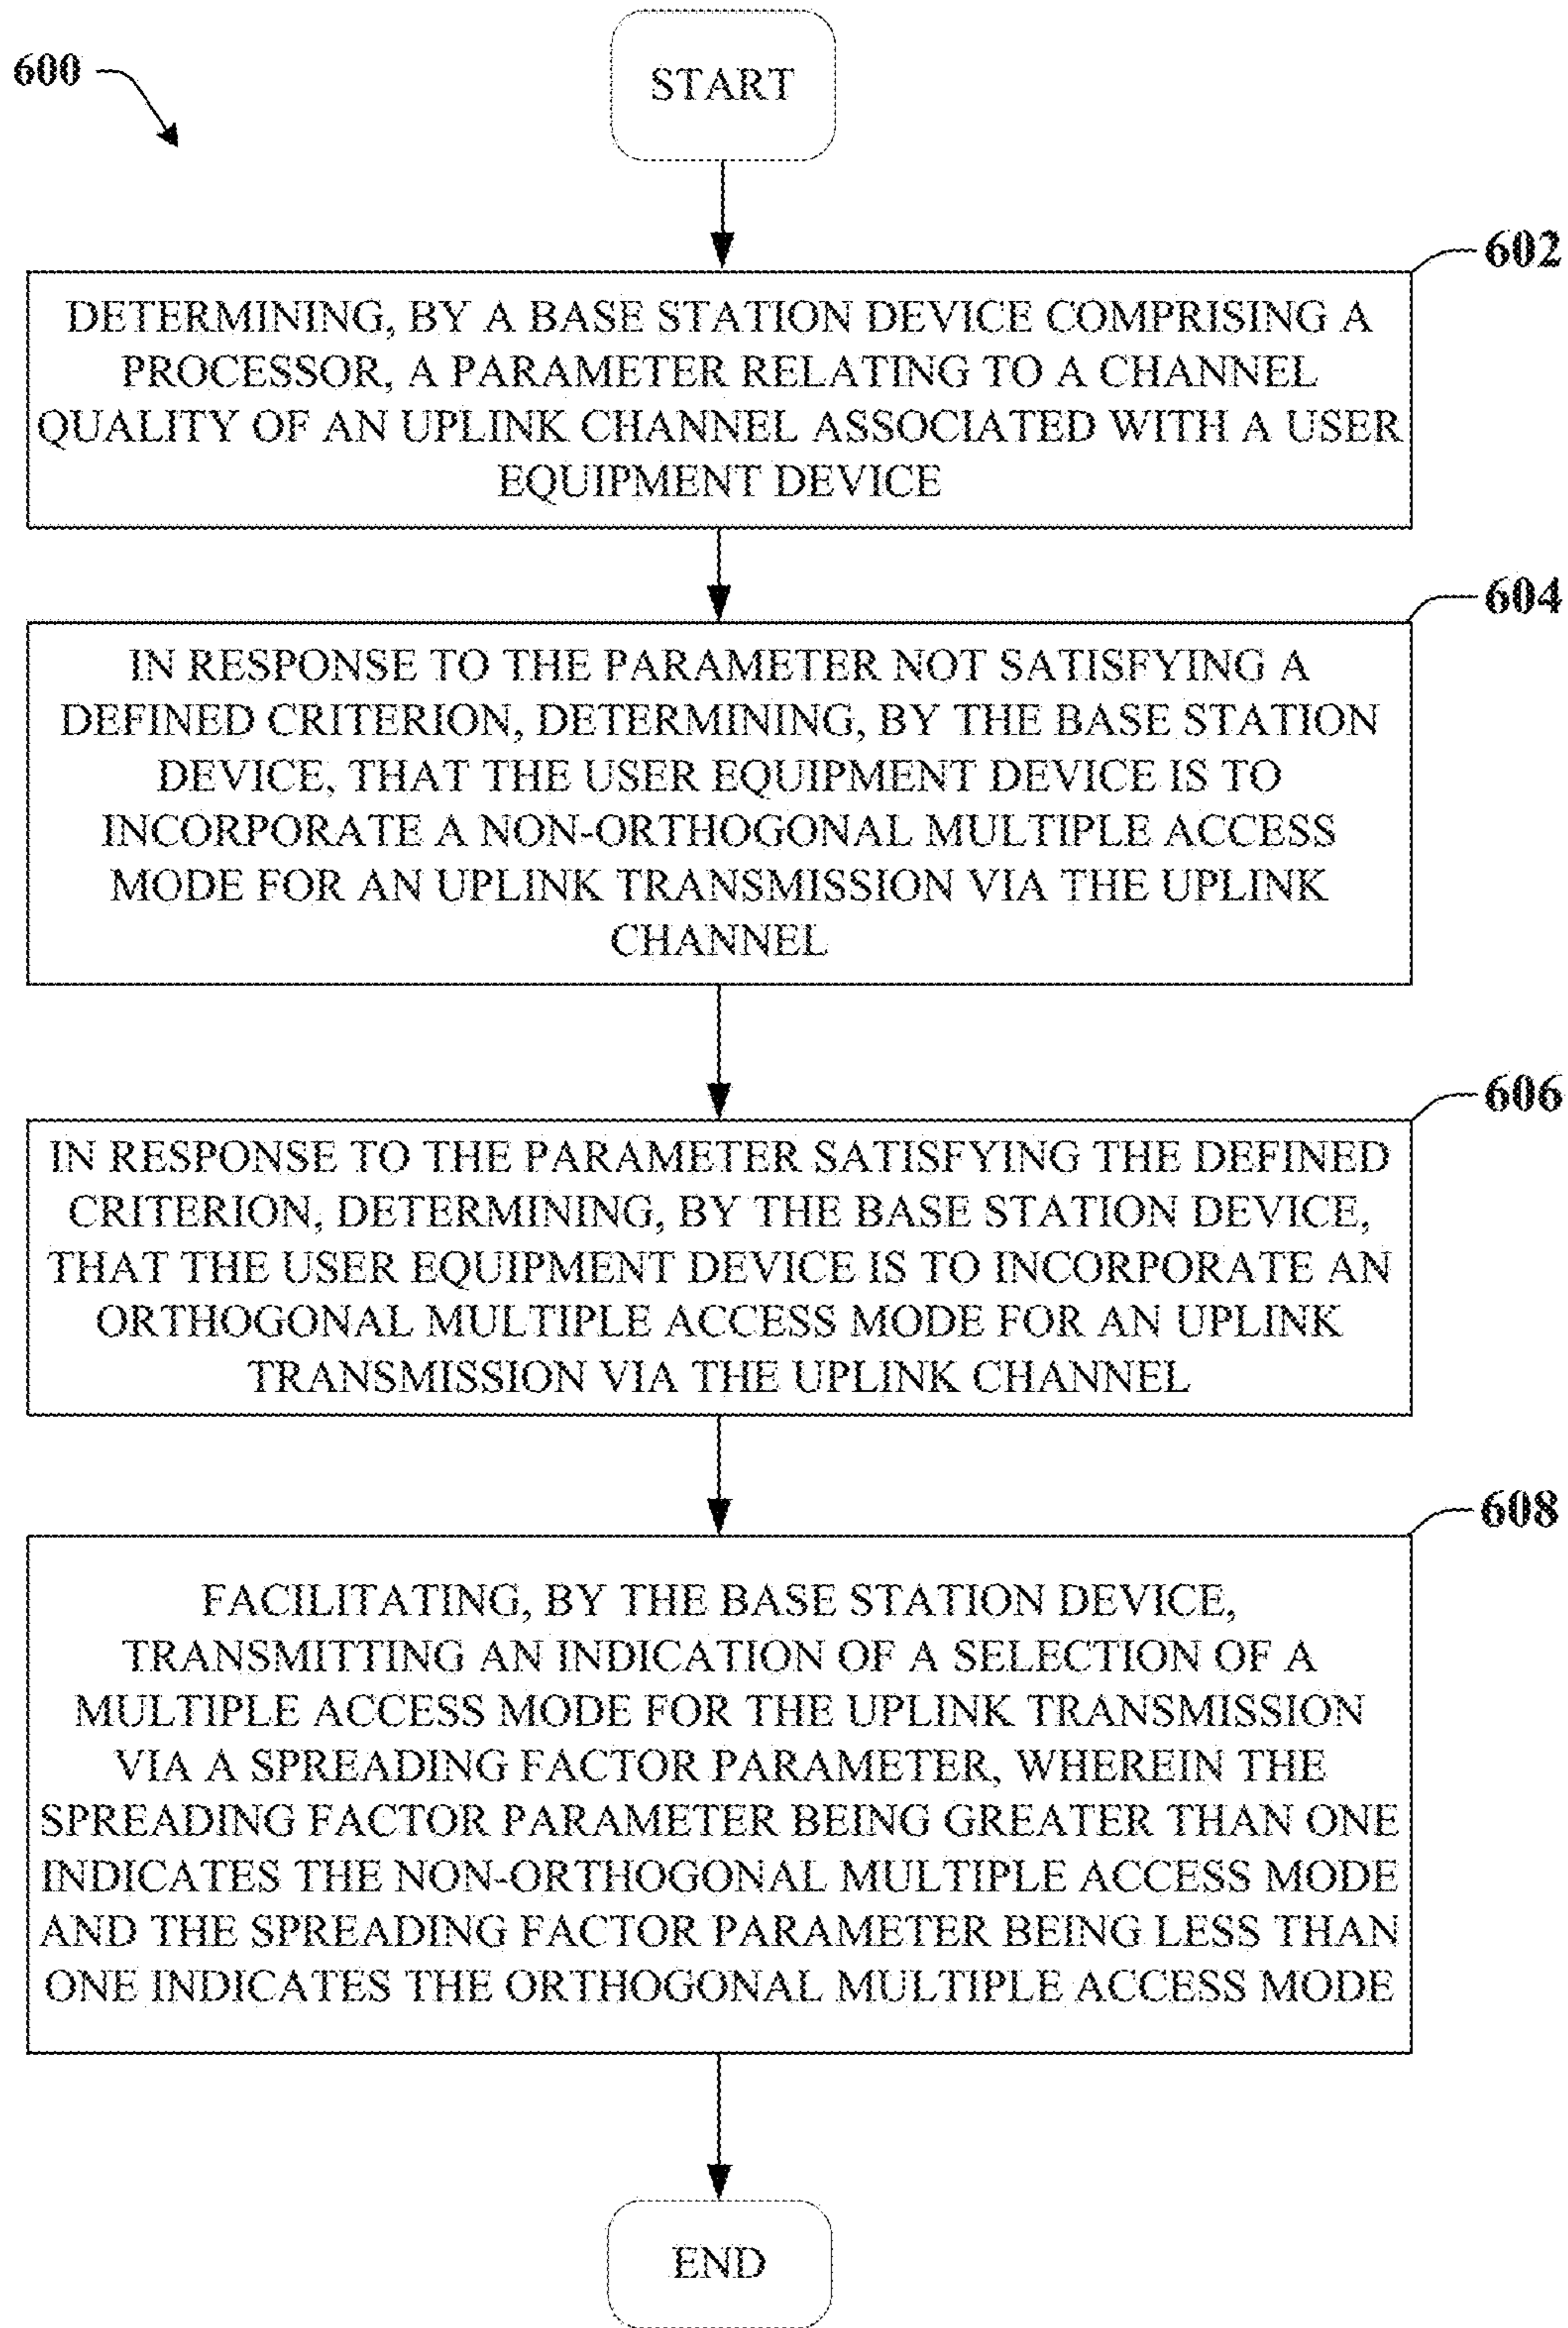 600
START
602
DETERMINING, BY A BASE STATION DEVICE COMPRISING A
PROCESSOR, A PARAMETER RELATING TO A CHANNEL
QUALITY OF AN UPLINK CHANNEL ASSOCIATED WITH A USER
EQUIPMENT DEVICE
604
IN RESPONSE TO THE PARAMETER NOT SATISFYING A
DEFINED CRITERION, DETERMINING, BY THE BASE STATION
DEVICE, THAT THE USER EQUIPMENT DEVICE IS TO
INCORPORATE A NON-ORTHOGONAL MULTIPLE ACCESS
MODE FOR AN UPLINK TRANSMISSION VIA THE UPLINK
CHANNEL
606
IN RESPONSE TO THE PARAMETER SATISFYING THE DEFINED
CRITERION, DETERMINING, BY THE BASE STATION DEVICE,
THAT THE USER EQUIPMENT DEVICE IS TO INCORPORATE AN
ORTHOGONAL MULTIPLE ACCESS MODE FOR AN UPLINK
TRANSMISSION VIA THE UPLINK CHANNEL
608
FACILITATING, BY THE BASE STATION DEVICE,
TRANSMITTING AN INDICATION OF A SELECTION OF A
MULTIPLE ACCESS MODE FOR THE UPLINK TRANSMISSION
VIA A SPREADING FACTOR PARAMETER, WHEREIN THE
SPREADING FACTOR PARAMETER BEING GREATER THAN ONE
INDICATES THE NON-ORTHOGONAL MULTIPLE ACCESS MODE
AND THE SPREADING FACTOR PARAMETER BEING LESS THAN
ONE INDICATES THE ORTHOGONAL MULTIPLE ACCESS MODE
END